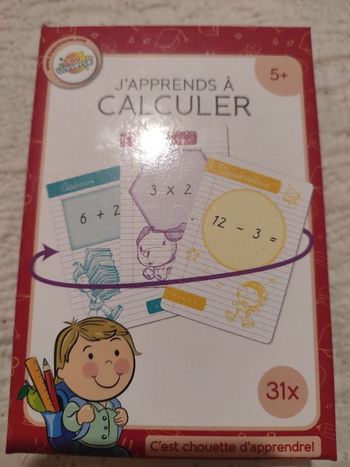 J'APPRENDS À
CALCULER
5+
3 x 2
6 + 2
12 - 3 =
31x
C'est chouette d'apprendre!